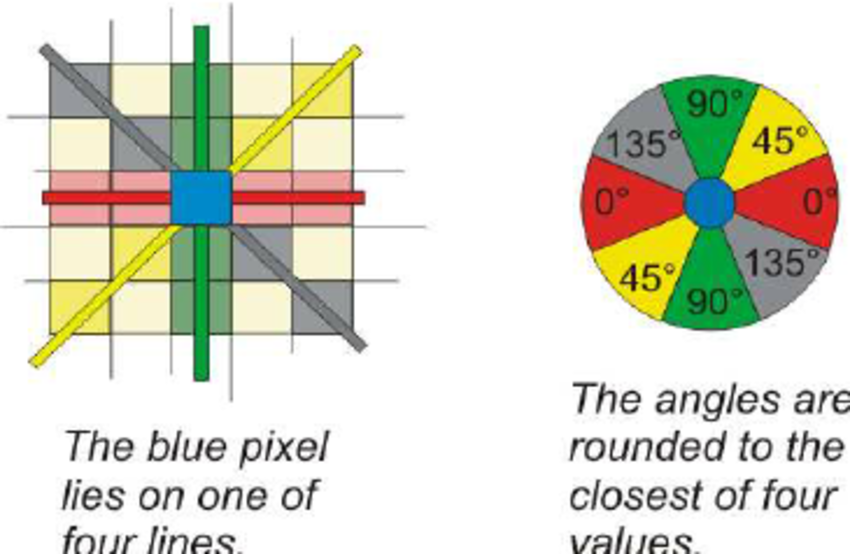 90°
135°
45°
0°
0°
45°
135°
90°
The blue pixel
lies on one of
four lines.
The angles are
rounded to the
closest of four
values.